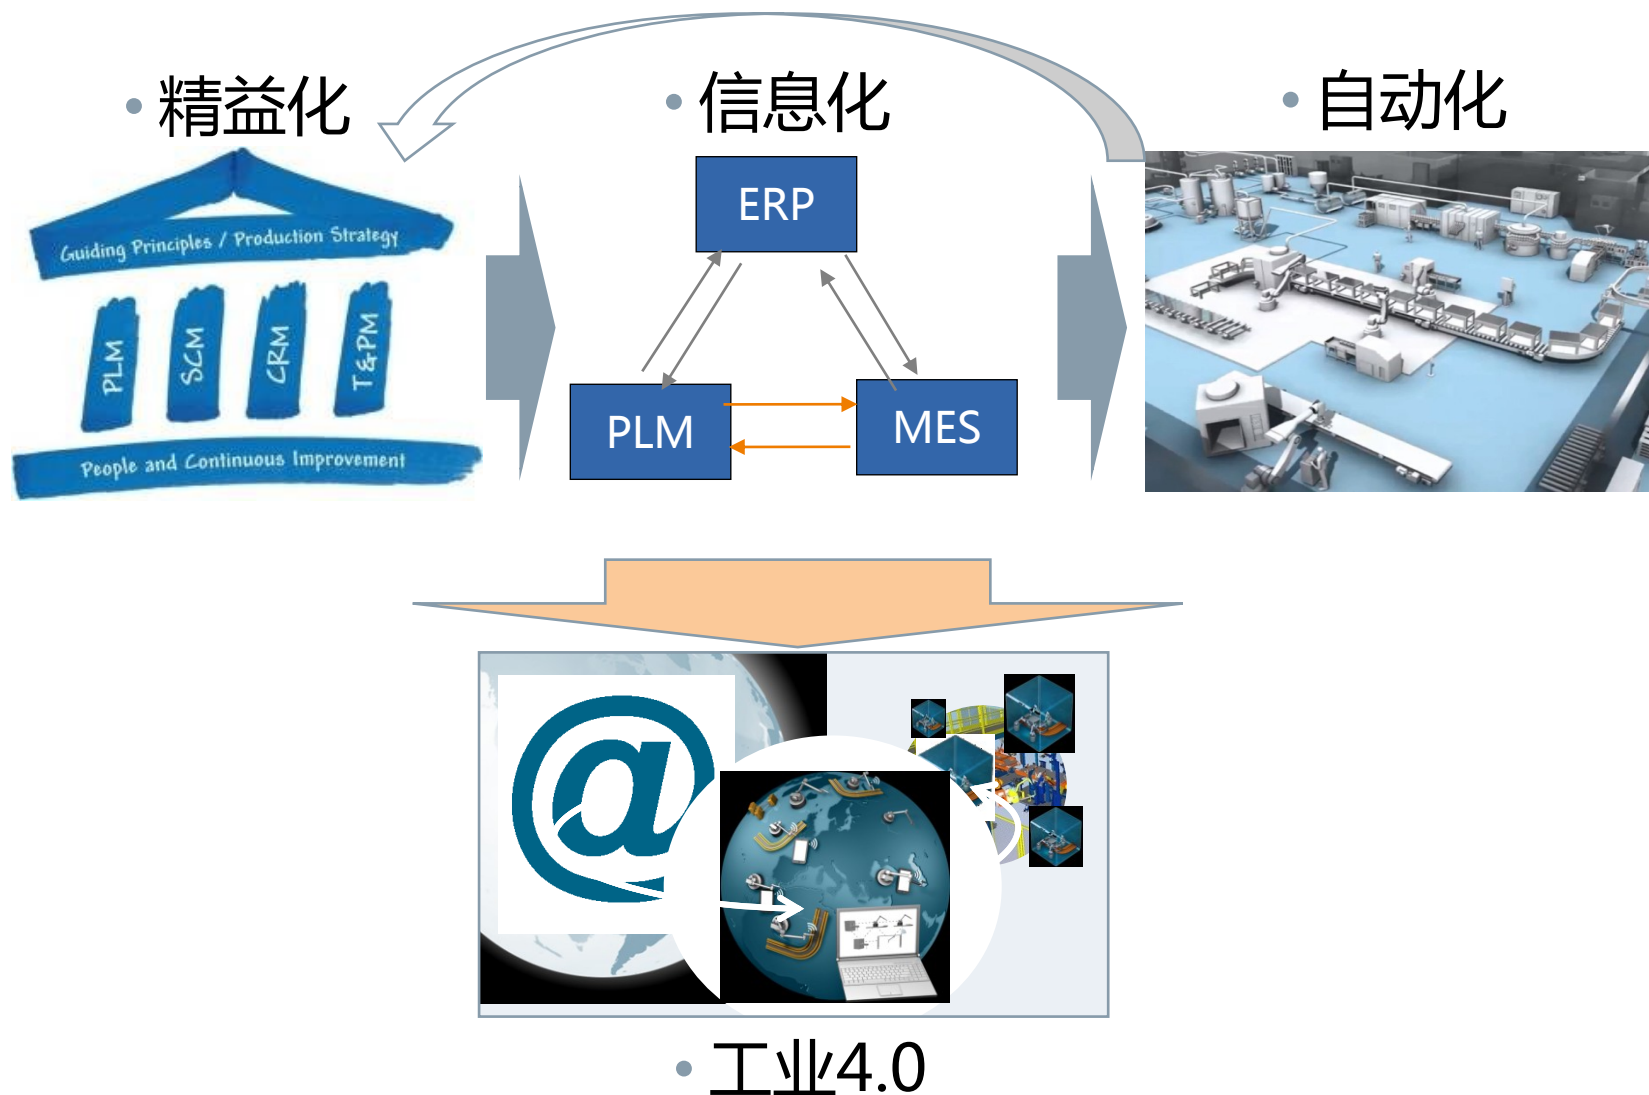 精益化
信息化
自动化
Guiding Principles / Production Strategy
PLM
SCM
CRM
T&PM
People and Continuous Improvement
ERP
PLM
MES
@
工业4.0